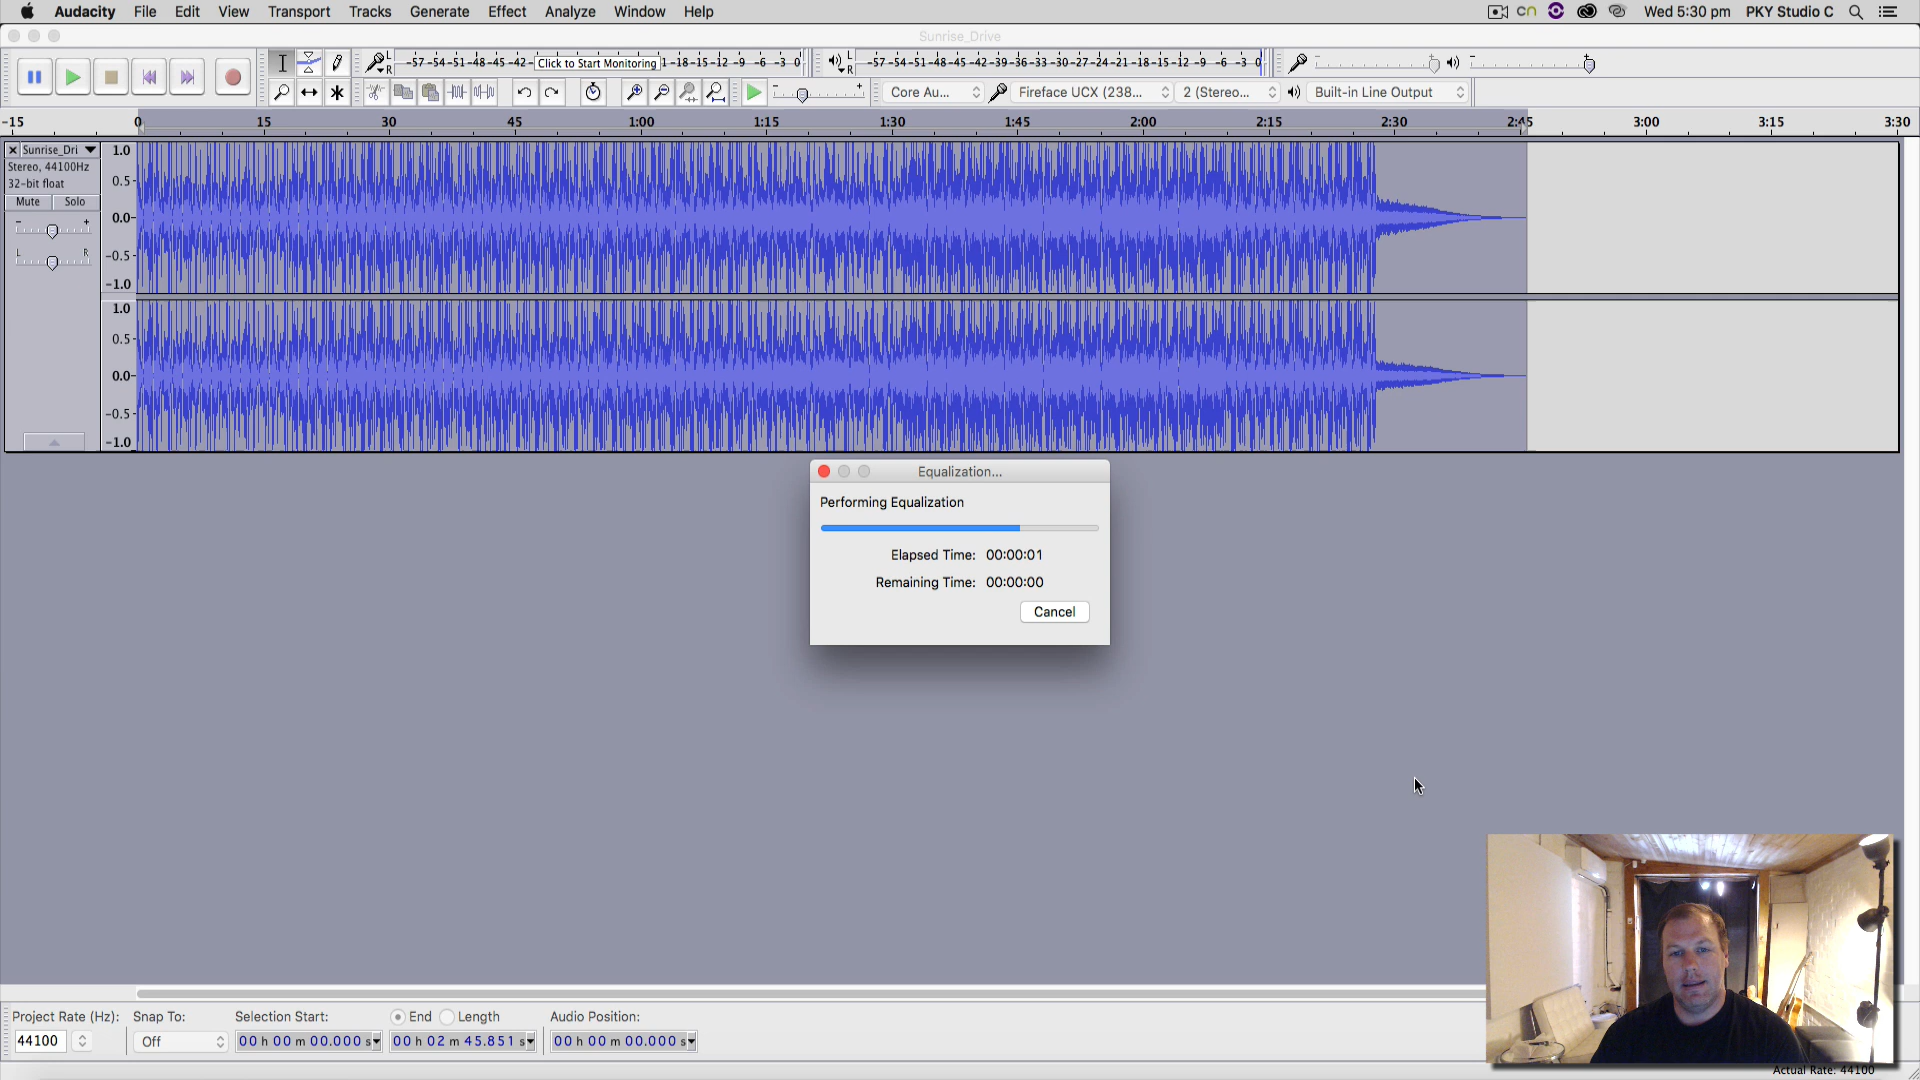 Audacity File Edit View Transport Tracks Generate Effect Analyze Window Help Wed 5:30 pm PKY Studio C
Sunrise_Drive
L R -57 -54 -51 -48 -45 -42 - Click to Start Monitoring 1 -18 -15 -12 -9 -6 -3 0 L R -57 -54 -51 -48 -45 -42 -39 -36 -33 -30 -27 -24 -21 -18 -15 -12 -9 -6 -3 0
Core Au... Fireface UCX (238... 2 (Stereo... Built-in Line Output
-15 0 15 30 45 1:00 1:15 1:30 1:45 2:00 2:15 2:30 2:45 3:00 3:15 3:30
Sunrise_Dri 1.0
Stereo, 44100Hz
32-bit float 0.5
Mute Solo
- + 0.0
L R -0.5
-1.0
1.0
0.5
0.0
-0.5
-1.0
Equalization...
Performing Equalization
Elapsed Time: 00:00:01
Remaining Time: 00:00:00
Cancel
Project Rate (Hz): Snap To: Selection Start: End Length Audio Position:
44100 Off 00 h 00 m 00.000 s 00 h 02 m 45.851 s 00 h 00 m 00.000 s
Actual Rate: 44100